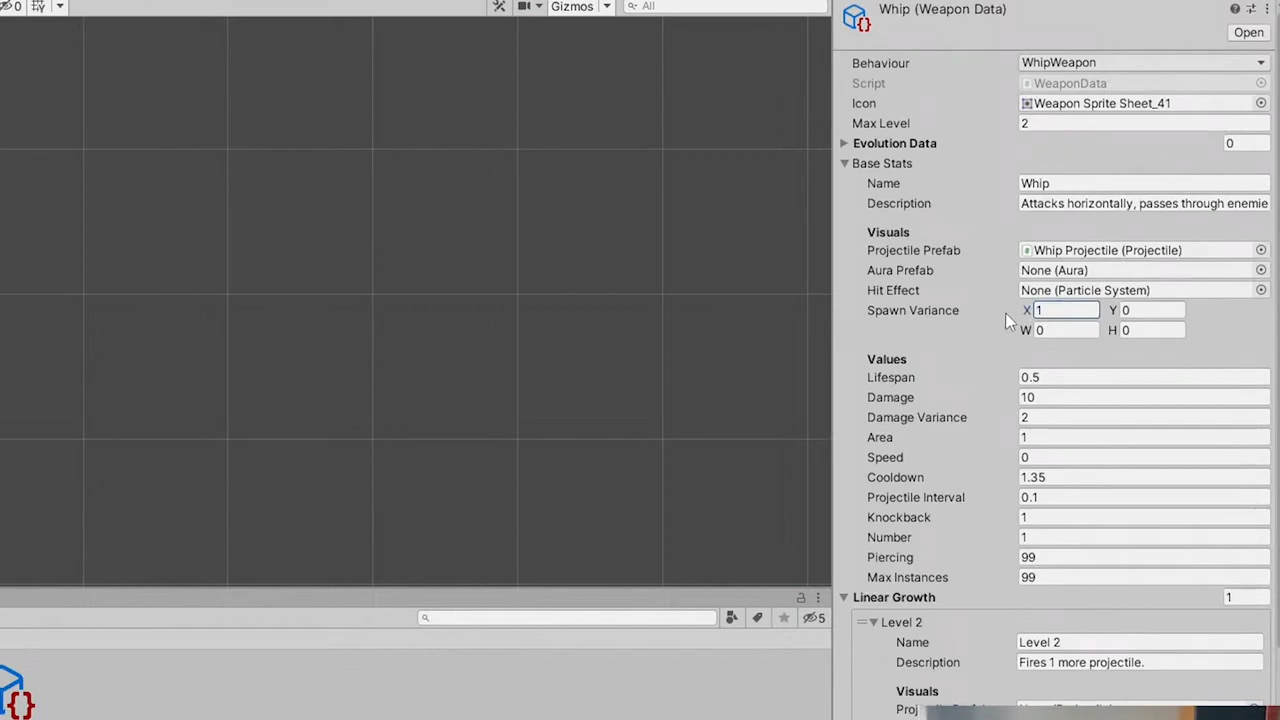 0 Gizmos All
Whip (Weapon Data)
Open
Behaviour WhipWeapon
Script # WeaponData
Icon Weapon Sprite Sheet_41
Max Level 2
Evolution Data 0
Base Stats
Name Whip
Description Attacks horizontally, passes through enemie
Visuals
Projectile Prefab # Whip Projectile (Projectile)
Aura Prefab None (Aura)
Hit Effect None (Particle System)
Spawn Variance X 1 Y 0
W 0 H 0
Values
Lifespan 0.5
Damage 10
Damage Variance 2
Area 1
Speed 0
Cooldown 1.35
Projectile Interval 0.1
Knockback 1
Number 1
Piercing 99
Max Instances 99
Linear Growth 1
5
Level 2
Name Level 2
Description Fires 1 more projectile.
Visuals